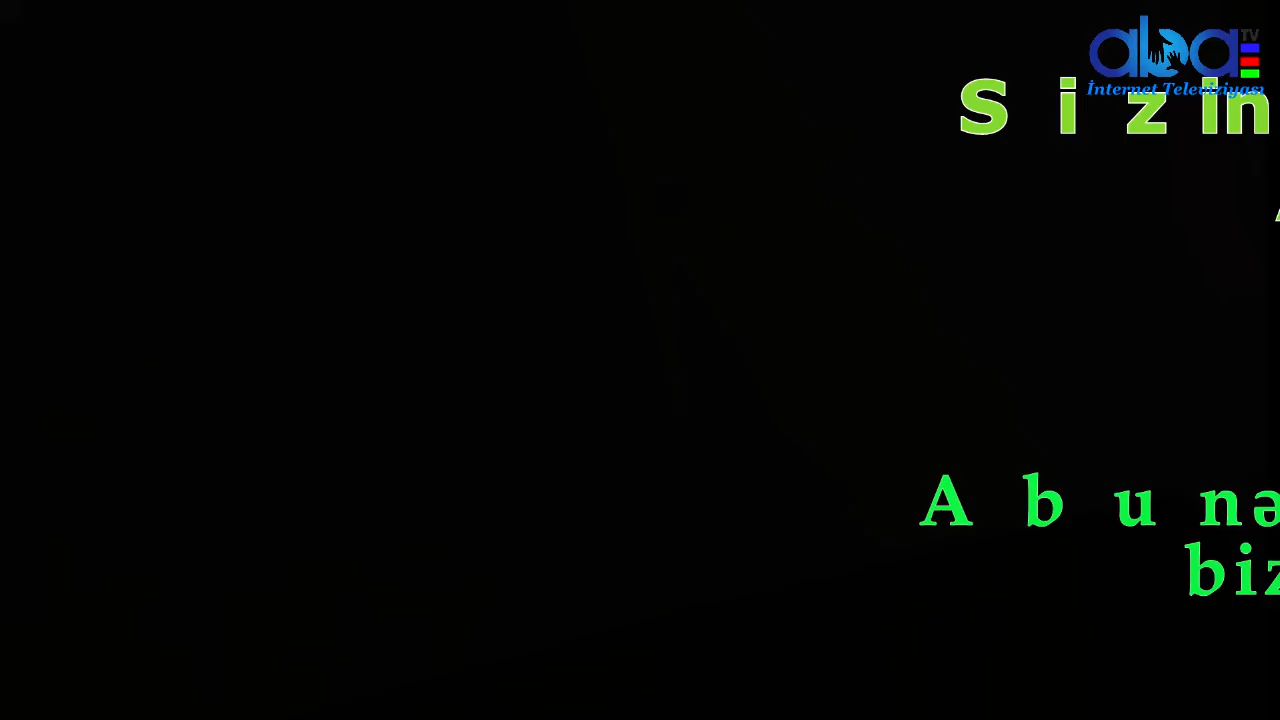 aba TV
İnternet Televiziyası
S i z in
A b u nə
biz